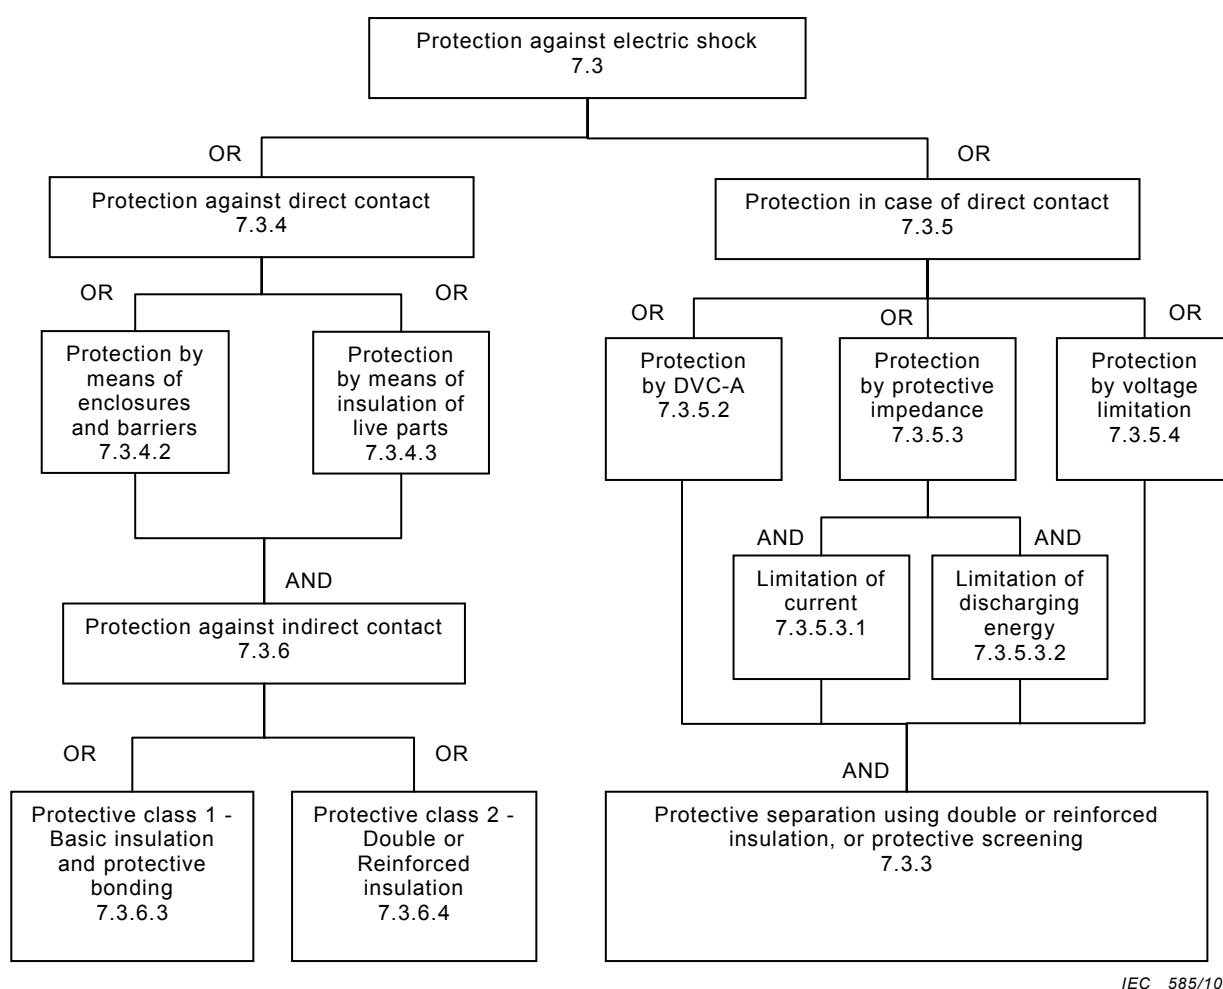 Protection against electric shock
7.3
OR
OR
Protection against direct contact
7.3.4
Protection in case of direct contact
7.3.5
OR
OR
OR
OR
OR
Protection by
means of
enclosures
and barriers
7.3.4.2
Protection
by means of
insulation of
live parts
7.3.4.3
Protection
by DVC-A
7.3.5.2
Protection
by protective
impedance
7.3.5.3
Protection
by voltage
limitation
7.3.5.4
AND
AND
Limitation of
current
7.3.5.3.1
Limitation of
discharging
energy
7.3.5.3.2
AND
Protection against indirect contact
7.3.6
OR
OR
AND
Protective class 1 -
Basic insulation
and protective
bonding
7.3.6.3
Protective class 2 -
Double or
Reinforced
insulation
7.3.6.4
Protective separation using double or reinforced
insulation, or protective screening
7.3.3
IEC 585/10